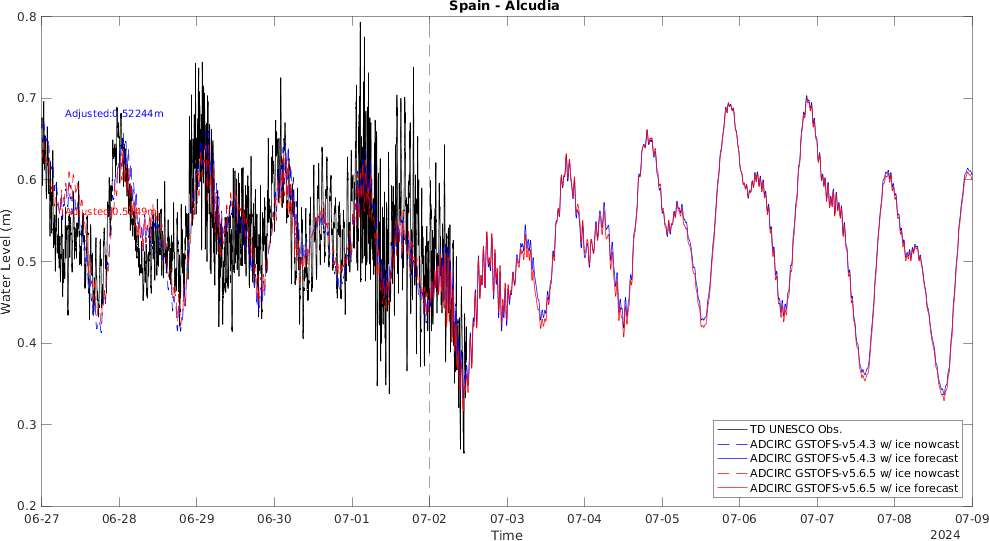 Spain - Alcudia
Water Level (m)
0.8
0.7
0.6
0.5
0.4
0.3
0.2
Adjusted:0.52244m
TD UNESCO Obs.
ADCIRC GSTOFS-v5.4.3 w/ ice nowcast
ADCIRC GSTOFS-v5.4.3 w/ ice forecast
ADCIRC GSTOFS-v5.6.5 w/ ice nowcast
ADCIRC GSTOFS-v5.6.5 w/ ice forecast
06-27
06-28
06-29
06-30
07-01
07-02
07-03
07-04
07-05
07-06
07-07
07-08
07-09
Time
2024